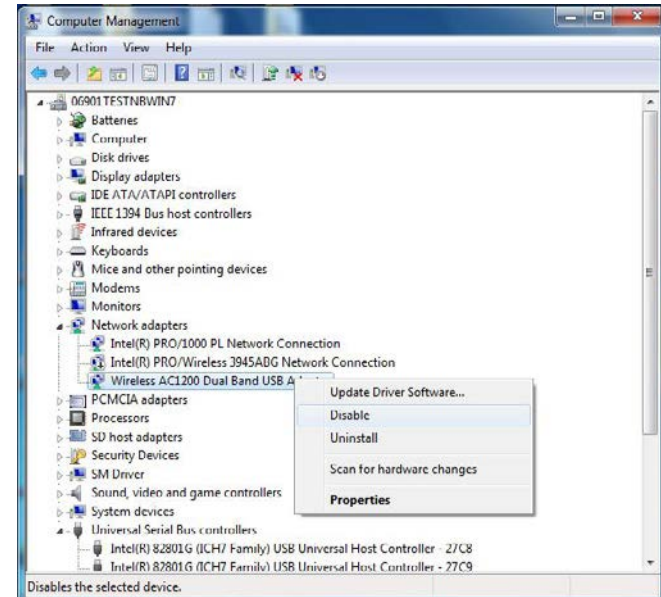 Computer Management
File Action View Help
06901TESTNBWIN7
Batteries
Computer
Disk drives
Display adapters
IDE ATA/ATAPI controllers
IEEE 1394 Bus host controllers
Infrared devices
Keyboards
Mice and other pointing devices
Modems
Monitors
Network adapters
Intel(R) PRO/1000 PL Network Connection
Intel(R) PRO/Wireless 3945ABG Network Connection
Wireless AC1200 Dual Band USB
Update Driver Software...
Disable
Uninstall
Scan for hardware changes
Properties
PCMCIA adapters
Processors
SD host adapters
Security Devices
SM Driver
Sound, video and game controllers
System devices
Universal Serial Bus controllers
Intel(R) 82801G (ICH7 Family) USB Universal Host Controller - 27C8
Intel(R) 82801G (ICH7 Family) USB Universal Host Controller - 27C9
Disables the selected device.